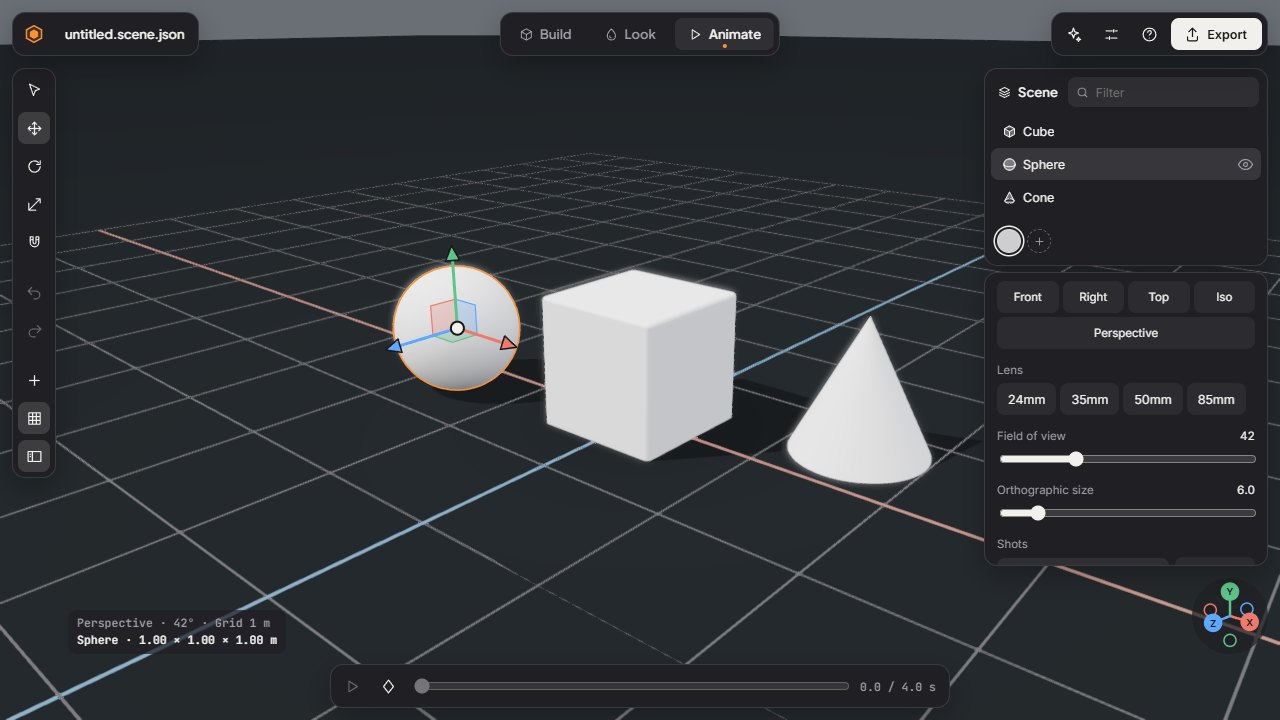 untitled.scene.json
Build
Look
Animate
Export
Scene
Filter
Cube
Sphere
Cone
Front
Right
Top
Iso
Perspective
Lens
24mm
35mm
50mm
85mm
Field of view
42
Orthographic size
6.0
Shots
Y
Z
X
Perspective · 42° · Grid 1 m
Sphere · 1.00 × 1.00 × 1.00 m
0.0 / 4.0 s